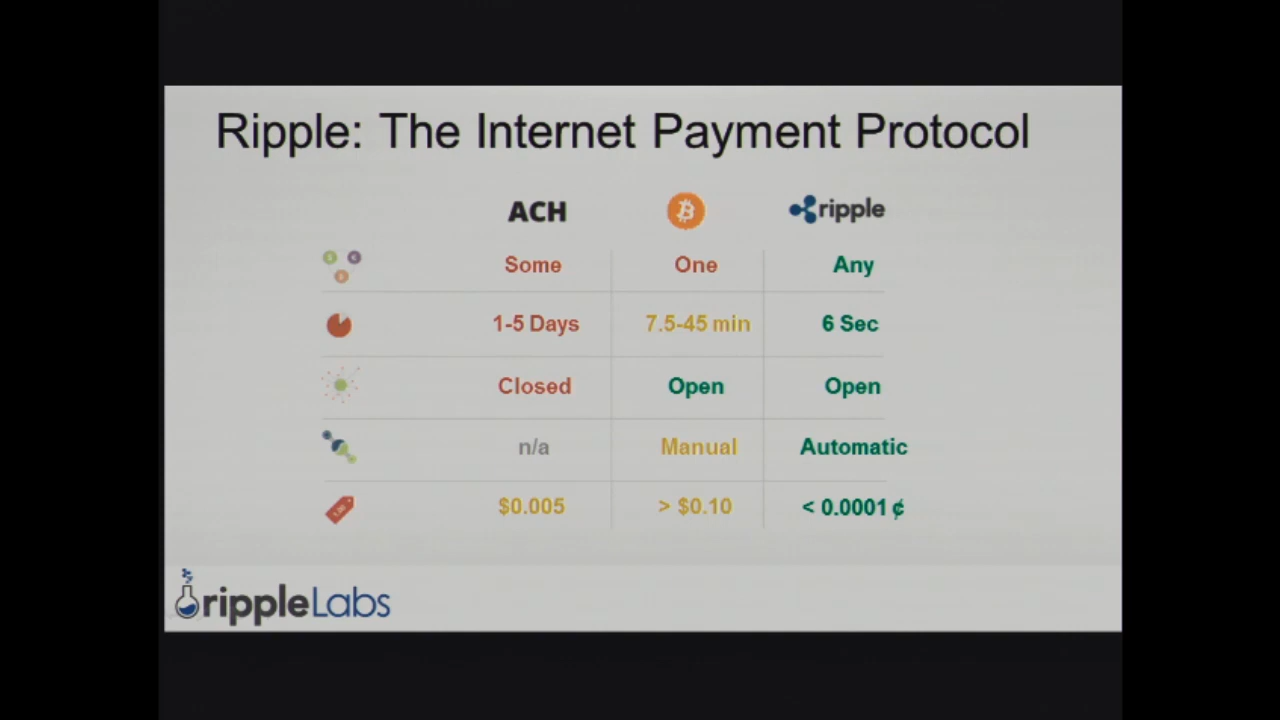 Ripple: The Internet Payment Protocol
ACH ripple
Some One Any
1-5 Days 7.5-45 min 6 Sec
Closed Open Open
n/a Manual Automatic
$0.005 > $0.10 < 0.0001 ¢
rippleLabs